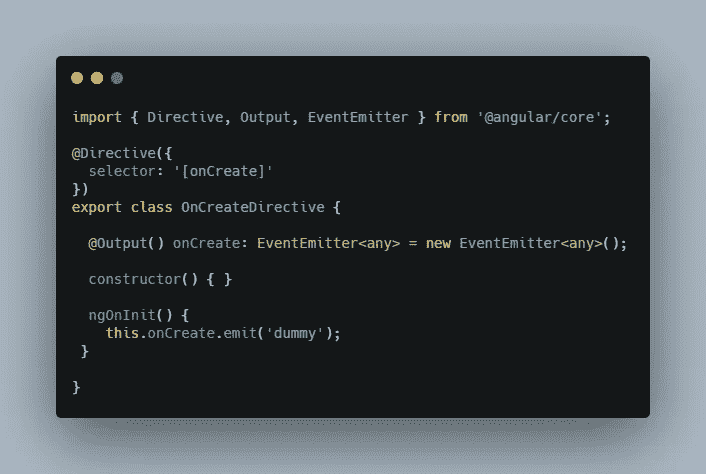 import { Directive, Output, EventEmitter } from '@angular/core';
@Directive({
  selector: '[onCreate]'
})
export class OnCreateDirective {
  @Output() onCreate: EventEmitter<any> = new EventEmitter<any>();
  constructor() { }
  ngOnInit() {
    this.onCreate.emit('dummy');
 }
}